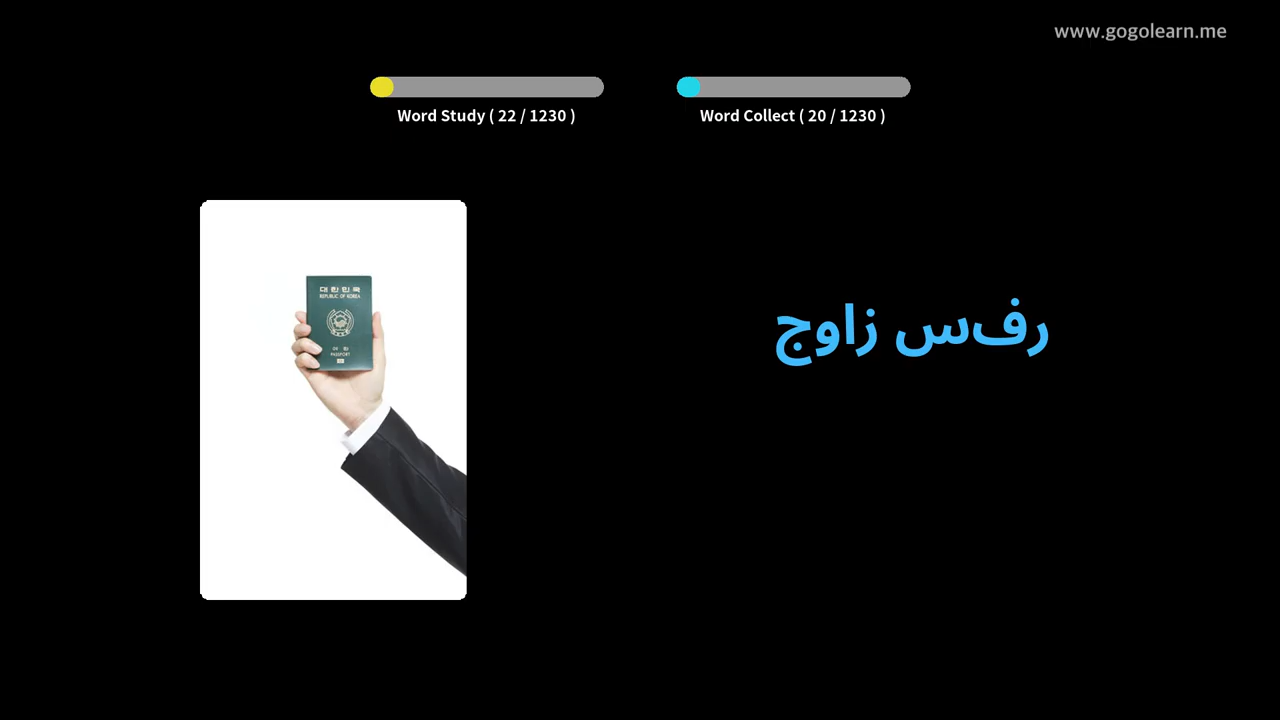 www.gogolearn.me
Word Study ( 22 / 1230 )
Word Collect ( 20 / 1230 )
대한민국
REPUBLIC OF KOREA
PASSPORT
رفس زاوج